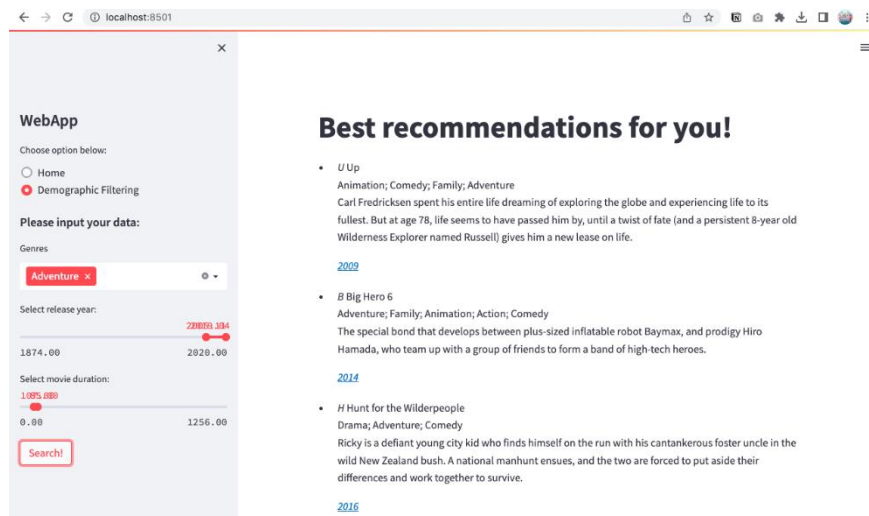 localhost:8501
WebApp
Choose option below:
Home
Demographic Filtering
Please input your data:
Genres
Adventure ×
Select release year:
1874.00 2020.00
Select movie duration:
0.00 1256.00
Search!
Best recommendations for you!
U Up
Animation; Comedy; Family; Adventure
Carl Fredricksen spent his entire life dreaming of exploring the globe and experiencing life to its
fullest. But at age 78, life seems to have passed him by, until a twist of fate (and a persistent 8-year old
Wilderness Explorer named Russell) gives him a new lease on life.
2009
B Big Hero 6
Adventure; Family; Animation; Action; Comedy
The special bond that develops between plus-sized inflatable robot Baymax, and prodigy Hiro
Hamada, who team up with a group of friends to form a band of high-tech heroes.
2014
H Hunt for the Wilderpeople
Drama; Adventure; Comedy
Ricky is a defiant young city kid who finds himself on the run with his cantankerous foster uncle in the
wild New Zealand bush. A national manhunt ensues, and the two are forced to put aside their
differences and work together to survive.
2016